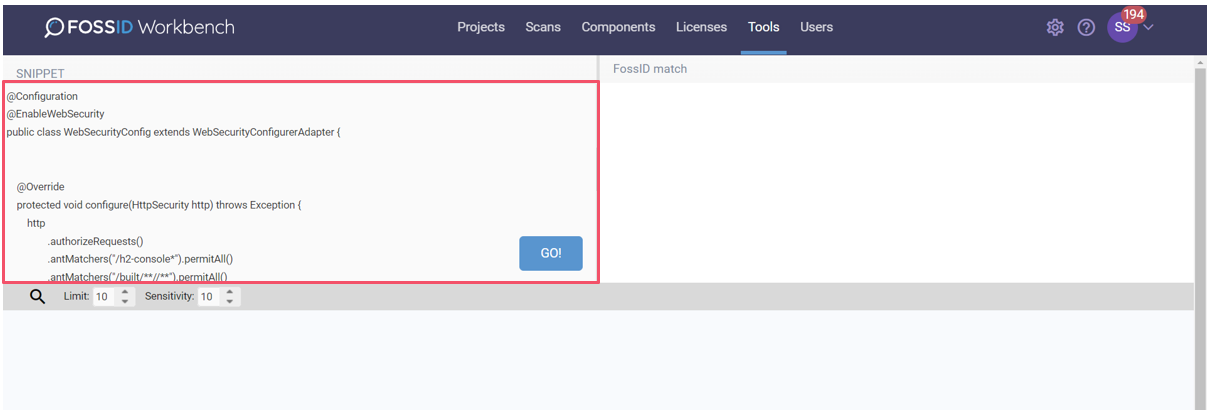 FOSSID Workbench
Projects Scans Components Licenses Tools Users
194
SS
SNIPPET
FossID match
@Configuration
@EnableWebSecurity
public class WebSecurityConfig extends WebSecurityConfigurerAdapter {
@Override
protected void configure(HttpSecurity http) throws Exception {
http
.authorizeRequests()
.antMatchers("/h2-console*").permitAll()
.antMatchers("/built/**//**").permitAll()
GO!
Limit: 10 Sensitivity: 10